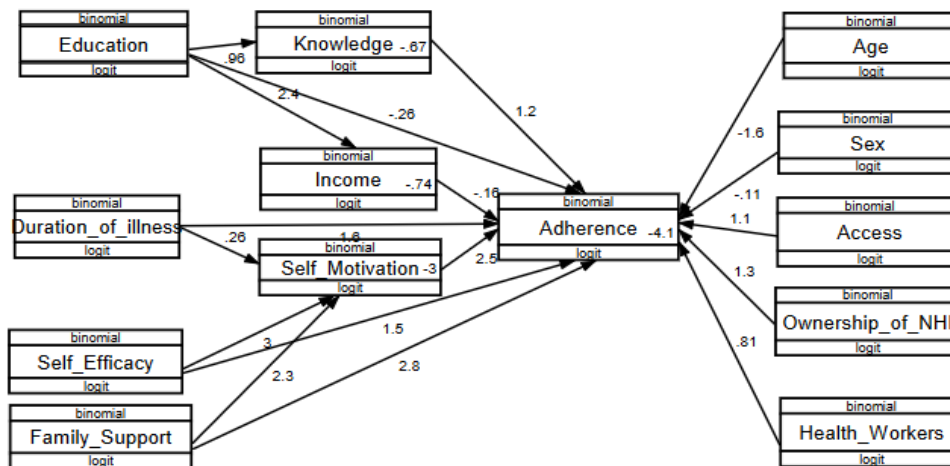 binomial
Education
logit
binomial
Knowledge -.67
logit
binomial
Age
logit
.96
2.4
-.26
1.2
-1.6
binomial
Sex
logit
binomial
Income -.74
logit
-.16
-.11
binomial
Duration_of_illness
logit
binomial
Adherence -4.1
logit
1.1
binomial
Access
logit
.26
1.6
binomial
Self_Motivation -3
logit
2.5
1.3
binomial
Ownership_of_NHI
logit
binomial
Self_Efficacy
logit
3
1.5
.81
2.3
2.8
binomial
Family_Support
logit
binomial
Health_Workers
logit